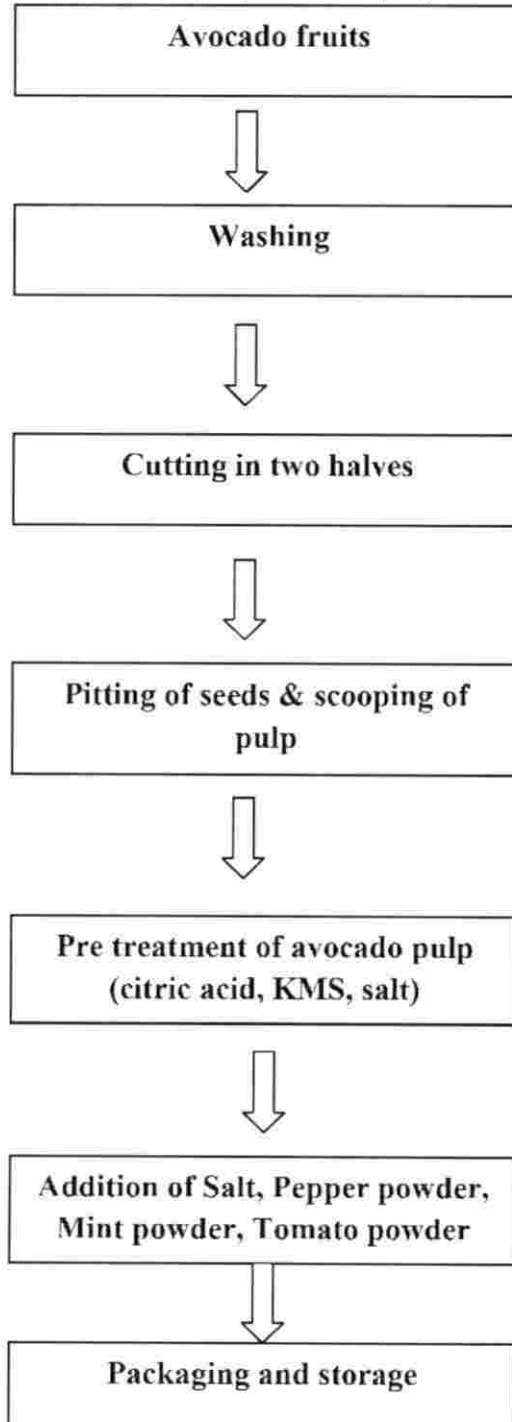 Avocado fruits
Washing
Cutting in two halves
Pitting of seeds & scooping of
pulp
Pre treatment of avocado pulp
(citric acid, KMS, salt)
Addition of Salt, Pepper powder,
Mint powder, Tomato powder
Packaging and storage